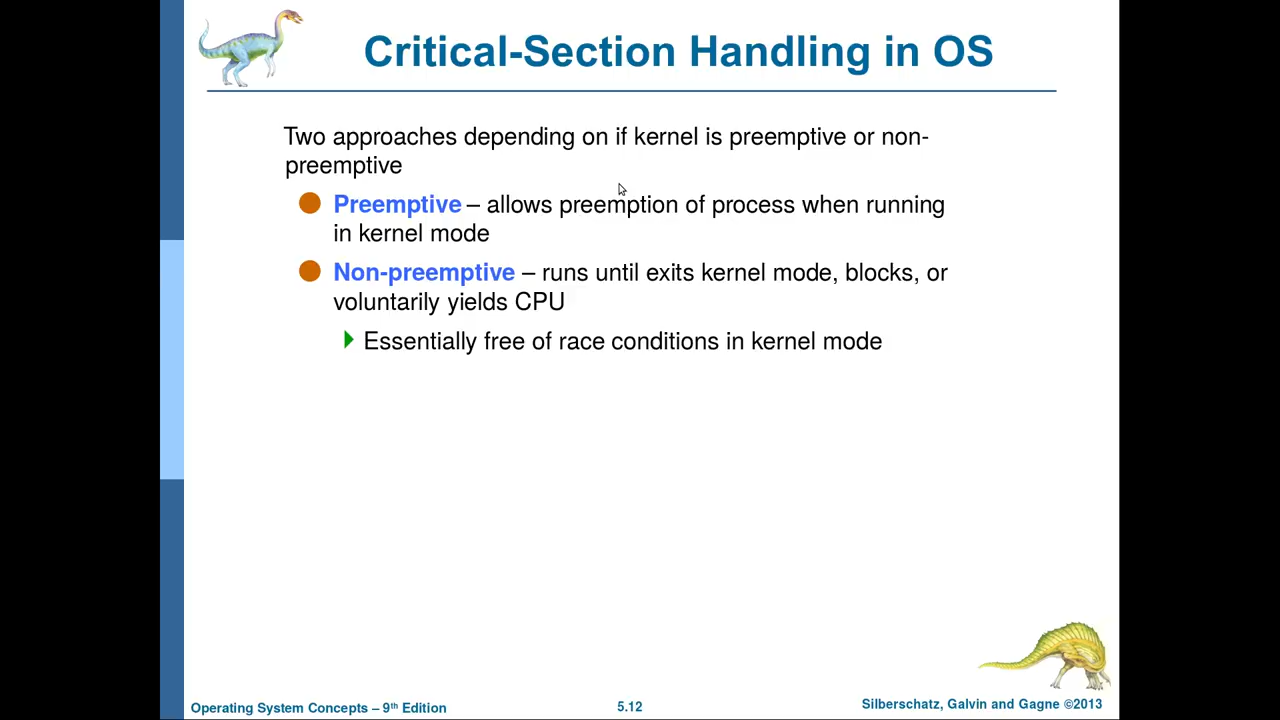 Critical-Section Handling in OS
Two approaches depending on if kernel is preemptive or non-
preemptive
Preemptive – allows preemption of process when running
in kernel mode
Non-preemptive – runs until exits kernel mode, blocks, or
voluntarily yields CPU
Essentially free of race conditions in kernel mode
Operating System Concepts – 9th Edition
5.12
Silberschatz, Galvin and Gagne ©2013